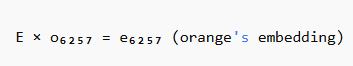 E × o₆₂₅₇ = e₆₂₅₇ (orange's embedding)